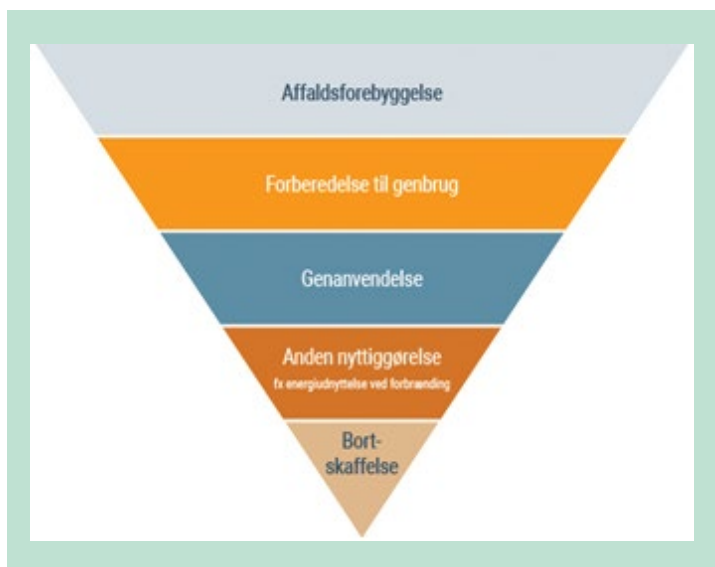 Affaldsforebyggelse
Forberedelse til genbrug
Genanvendelse
Anden nyttiggørelse
fx energiudnyttelse ved forbrænding
Bort-
skaffelse